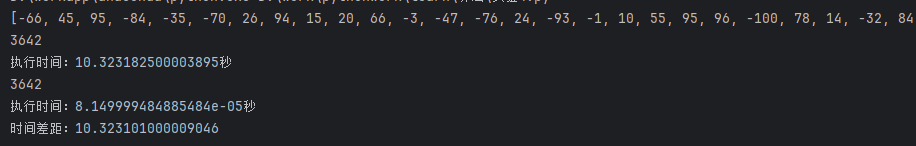 [-66, 45, 95, -84, -35, -70, 26, 94, 15, 20, 66, -3, -47, -76, 24, -93, -1, 10, 55, 95, 96, -100, 78, 14, -32, 84
3642
执行时间：10.323182500003895秒
3642
执行时间：8.149999484885484e-05秒
时间差距：10.323101000009046